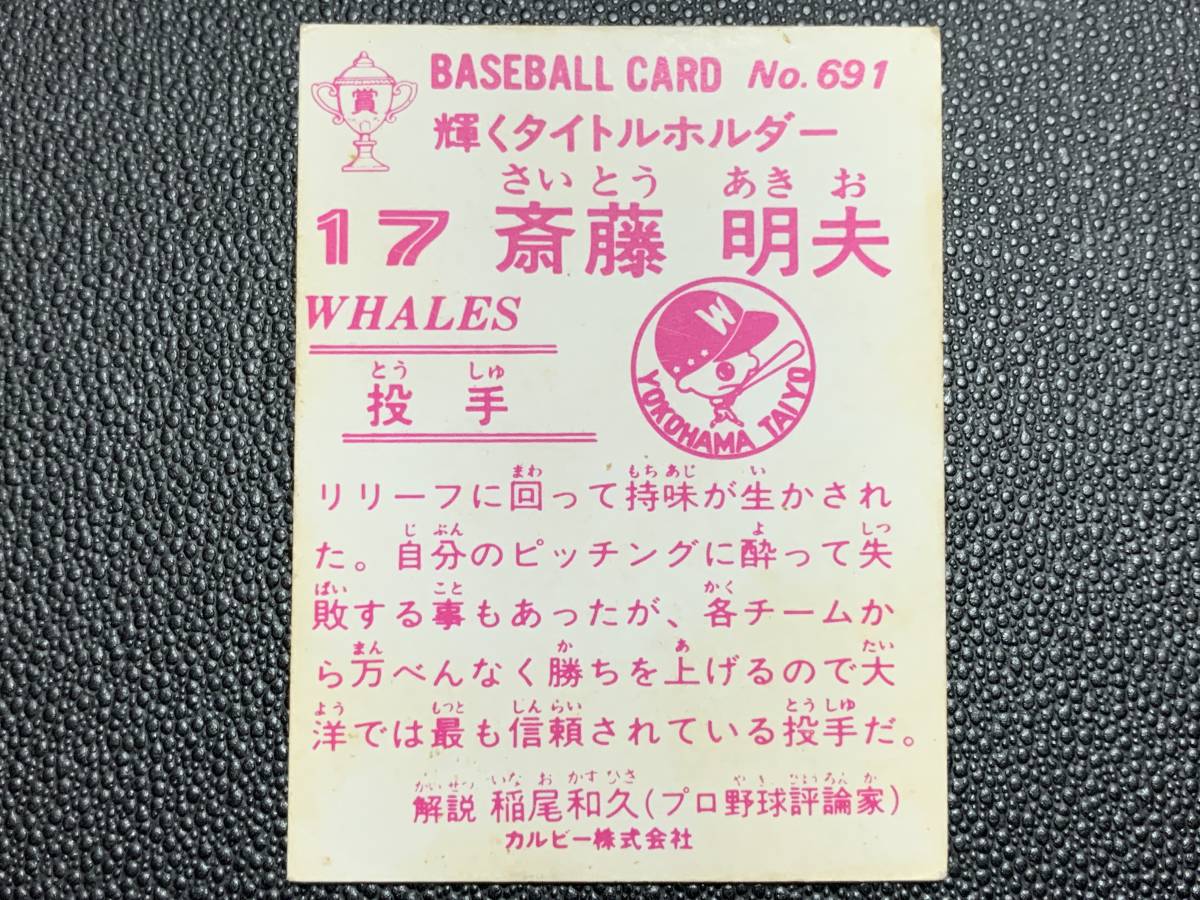 賞
BASEBALL CARD No. 691
輝くタイトルホルダー
さいとう あきお
17 斎藤 明夫
WHALES
とう しゅ
投手
W
YOKOHAMA TAIYO
まわ もちあじ い
リリーフに回って持味が生かされ
じ ぶん よ しつ
た。自分のピッチングに酔って失
ぱい こと かく
敗する事もあったが、各チームか
まん か あ たい
ら万べんなく勝ちを上げるので大
よう もっと しんらい とうしゅ
洋では最も信頼されている投手だ。
かいせつ いなおかずひさ やきゅうひょうろんか
解説 稲尾和久(プロ野球評論家)
カルビー株式会社